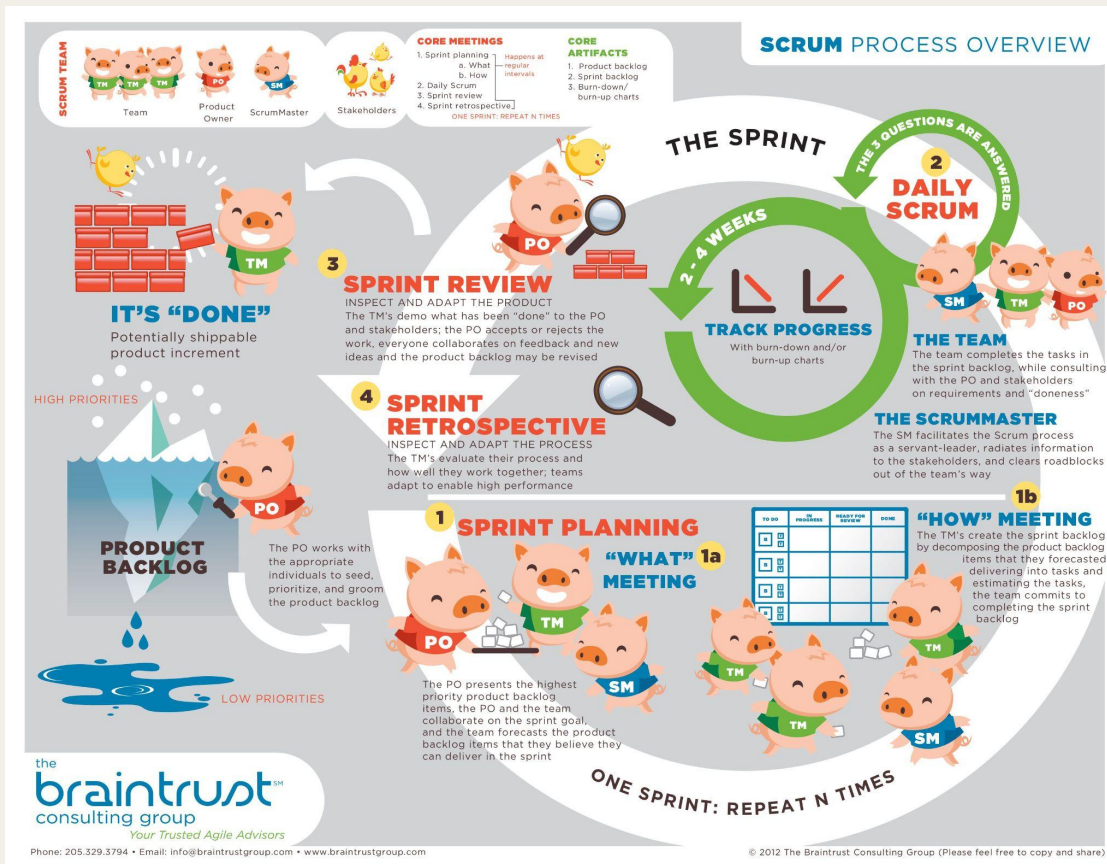 SCRUM PROCESS OVERVIEW
SCRUM TEAM
TM
TM
TM
Team
PO
Product
Owner
SM
ScrumMaster
Stakeholders
CORE MEETINGS
1. Sprint planning
a. What
b. How
2. Daily Scrum
3. Sprint review
4. Sprint retrospective
Happens at
regular
intervals
ONE SPRINT: REPEAT N TIMES
CORE
ARTIFACTS
1. Product backlog
2. Sprint backlog
3. Burn-down/
burn-up charts
THE SPRINT
THE 3 QUESTIONS ARE ANSWERED
2
DAILY
SCRUM
SM
TM
PO
2 - 4 WEEKS
TRACK PROGRESS
With burn-down and/or
burn-up charts
THE TEAM
The team completes the tasks in
the sprint backlog, while consulting
with the PO and stakeholders
on requirements and “doneness”
THE SCRUMMASTER
The SM facilitates the Scrum process
as a servant-leader, radiates information
to the stakeholders, and clears roadblocks
out of the team’s way
TM
IT’S “DONE”
Potentially shippable
product increment
PO
3
SPRINT REVIEW
INSPECT AND ADAPT THE PRODUCT
The TM’s demo what has been “done” to the PO
and stakeholders; the PO accepts or rejects the
work, everyone collaborates on feedback and new
ideas and the product backlog may be revised
4
SPRINT
RETROSPECTIVE
INSPECT AND ADAPT THE PROCESS
The TM’s evaluate their process and
how well they work together; teams
adapt to enable high performance
HIGH PRIORITIES
PO
PRODUCT
BACKLOG
The PO works with
the appropriate
individuals to seed,
prioritize, and groom
the product backlog
LOW PRIORITIES
1
SPRINT PLANNING
“WHAT”
MEETING
1a
PO
TM
SM
The PO presents the highest
priority product backlog
items, the PO and the team
collaborate on the sprint goal,
and the team forecasts the product
backlog items that they believe they
can deliver in the sprint
TO DO
IN
PROGRESS
READY FOR
REVIEW
DONE
1b
“HOW” MEETING
The TM’s create the sprint backlog
by decomposing the product backlog
items that they forecasted
delivering into tasks and
estimating the tasks,
the team commits to
completing the sprint
backlog
TM
TM
TM
SM
ONE SPRINT: REPEAT N TIMES
the
braintrust SM
consulting group
Your Trusted Agile Advisors
Phone: 205.329.3794 • Email: info@braintrustgroup.com • www.braintrustgroup.com
© 2012 The Braintrust Consulting Group (Please feel free to copy and share)